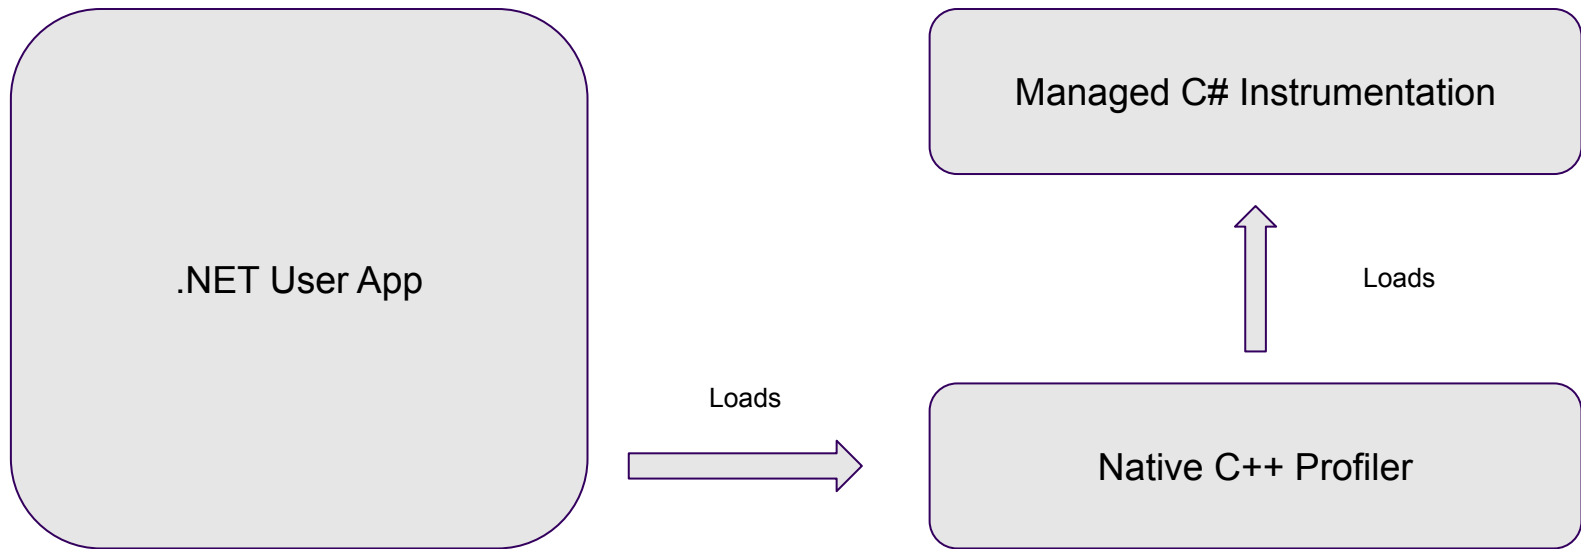 .NET User App
Loads
Managed C# Instrumentation
Loads
Native C++ Profiler